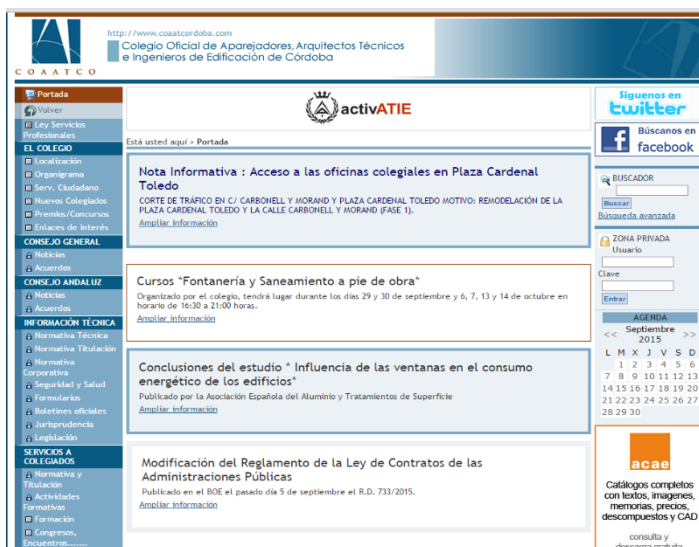 http://www.coaatcordoba.com
Colegio Oficial de Aparejadores, Arquitectos Técnicos
e Ingenieros de Edificación de Córdoba
COAATCO
Portada
Volver
Ley Servicios
Profesionales
EL COLEGIO
Localización
Organigrama
Serv. Ciudadano
Nuevos Colegiados
Premios/Concursos
Enlaces de Interés
CONSEJO GENERAL
Noticias
Acuerdos
CONSEJO ANDALUZ
Noticias
Acuerdos
INFORMACIÓN TÉCNICA
Normativa Técnica
Normativa Titulación
Normativa
Corporativa
Seguridad y Salud
Formularios
Boletines oficiales
Jurisprudencia
Legislación
SERVICIOS A
COLEGIADOS
Normativa y
Titulación
Actividades
Formativas
Formación
Congresos,
Encuentros.......
activATIE
Está usted aquí > Portada
Nota Informativa : Acceso a las oficinas colegiales en Plaza Cardenal
Toledo
CORTE DE TRÁFICO EN C/ CARBONELL Y MORAND Y PLAZA CARDENAL TOLEDO MOTIVO: REMODELACIÓN DE LA
PLAZA CARDENAL TOLEDO Y LA CALLE CARBONELL Y MORAND (FASE 1).
Ampliar información
Cursos "Fontanería y Saneamiento a pie de obra"
Organizado por el colegio, tendrá lugar durante los días 29 y 30 de septiembre y 6, 7, 13 y 14 de octubre en
horario de 16:30 a 21:00 horas.
Ampliar información
Conclusiones del estudio " Influencia de las ventanas en el consumo
energético de los edificios"
Publicado por la Asociación Española del Aluminio y Tratamientos de Superficie
Ampliar información
Modificación del Reglamento de la Ley de Contratos de las
Administraciones Públicas
Publicado en el BOE el pasado día 5 de septiembre el R.D. 733/2015.
Ampliar información
Síguenos en
twitter
Búscanos en
facebook
BUSCADOR
Buscar
Búsqueda avanzada
ZONA PRIVADA
Usuario
Clave
Entrar
AGENDA
<< Septiembre >>
2015
L M X J V S D
1 2 3 4 5 6
7 8 9 10 11 12 13
14 15 16 17 18 19 20
21 22 23 24 25 26 27
28 29 30
acae
Catálogos completos
con textos, imagenes,
memorias, precios,
descompuestos y CAD
consulta y
descarga gratuita